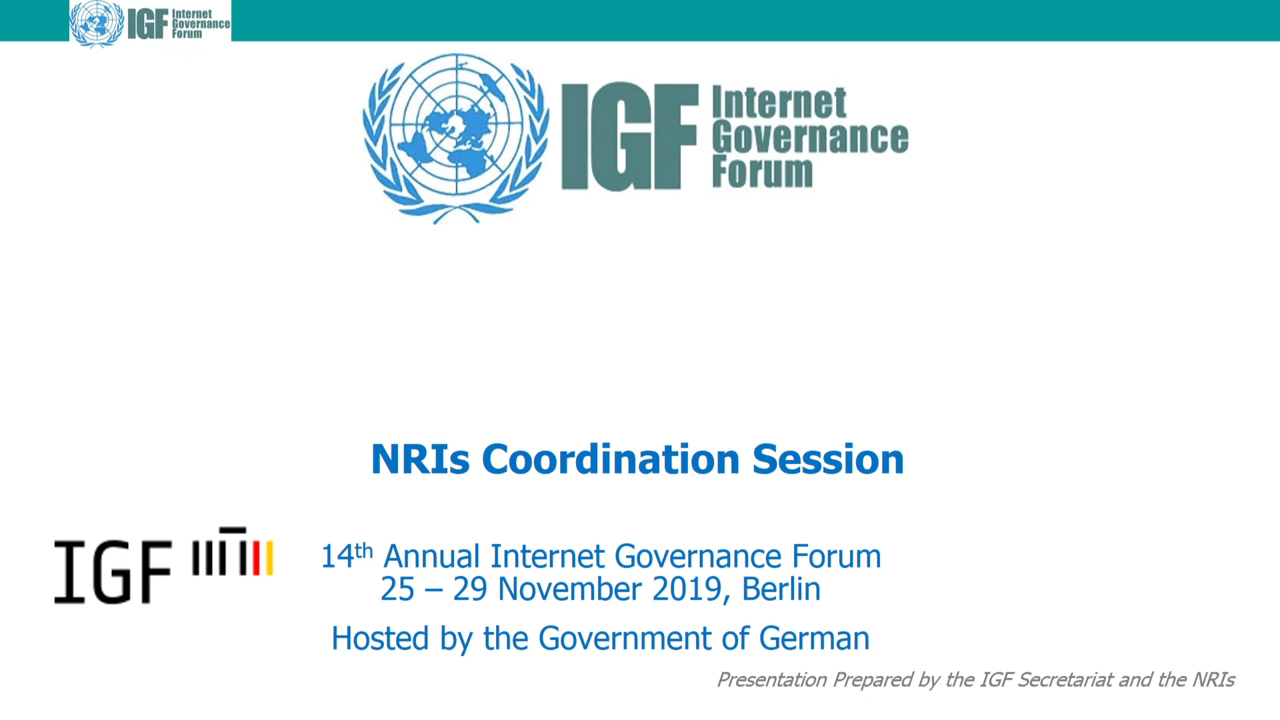 IGF Internet
Governance
Forum
IGF Internet
Governance
Forum
NRIs Coordination Session
IGF
14th Annual Internet Governance Forum
25 – 29 November 2019, Berlin
Hosted by the Government of German
Presentation Prepared by the IGF Secretariat and the NRIs